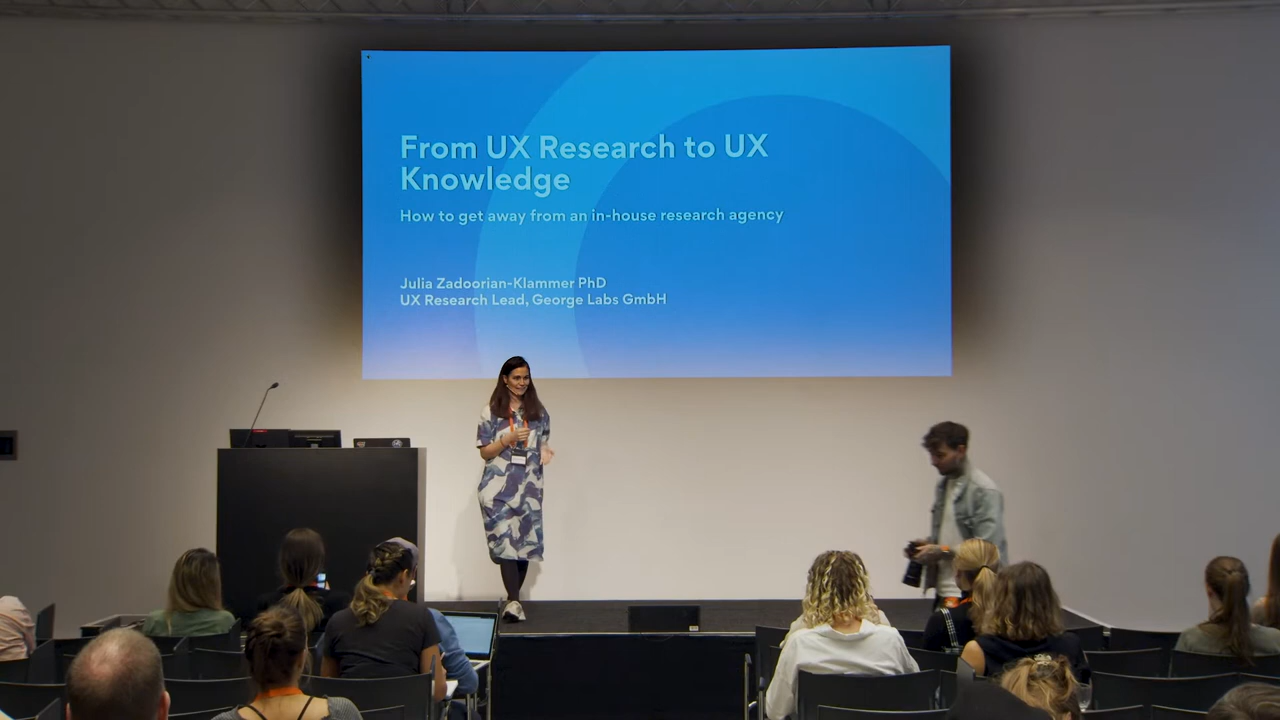 From UX Research to UX
Knowledge
How to get away from an in-house research agency
Julia Zadoorian-Klammer PhD
UX Research Lead, George Labs GmbH